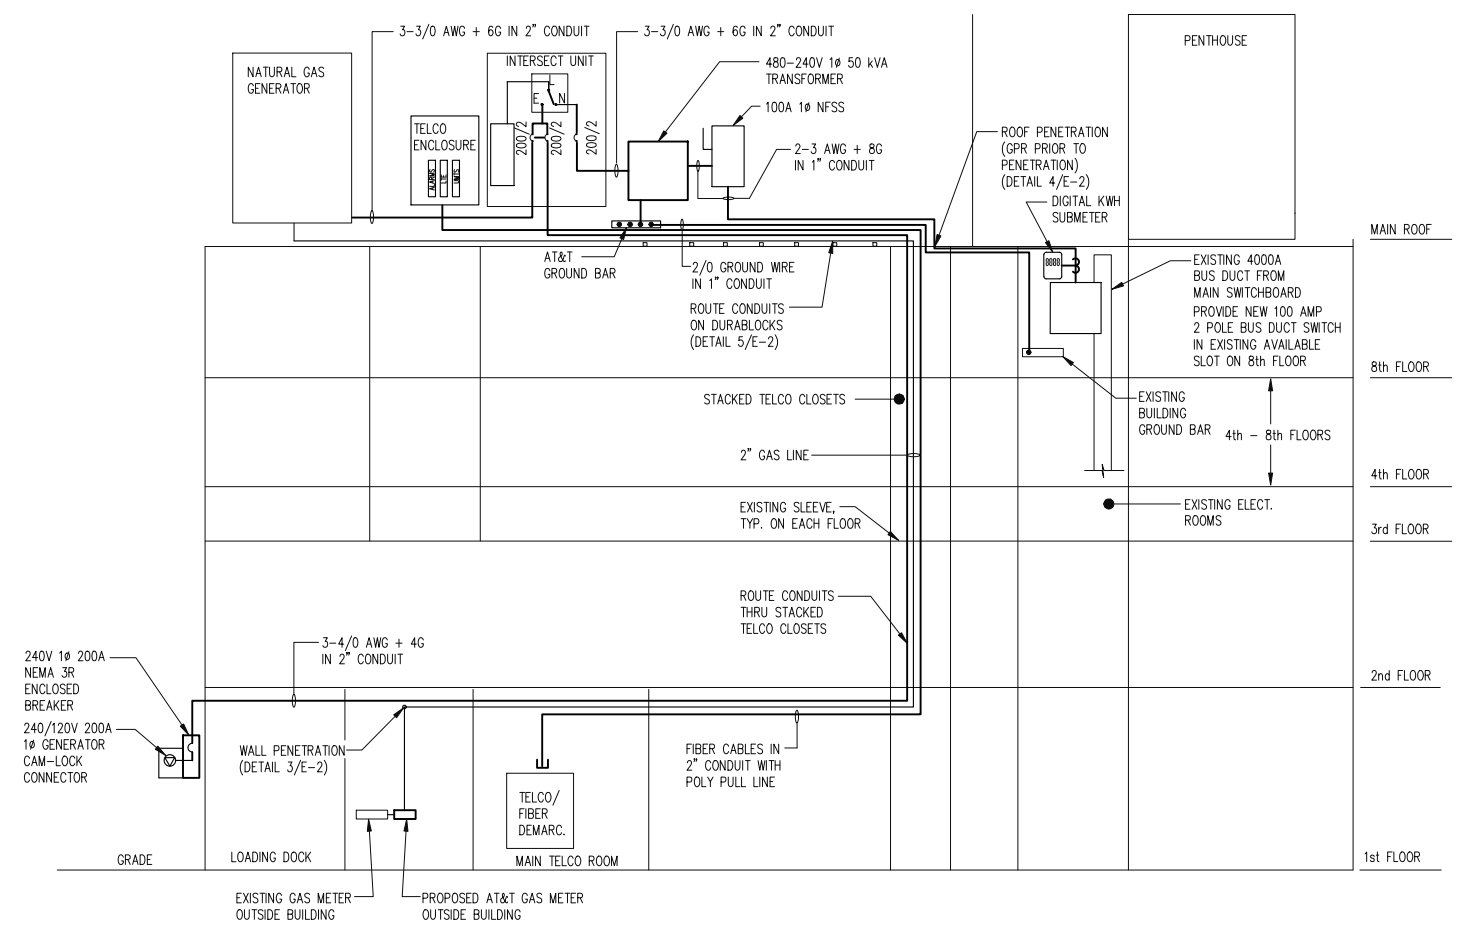 3-3/0 AWG + 6G IN 2" CONDUIT
3-3/0 AWG + 6G IN 2" CONDUIT
PENTHOUSE
NATURAL GAS
GENERATOR
INTERSECT UNIT
E
N
200/2
200/2
200/2
TELCO
ENCLOSURE
ALARMS
LTE
UMTS
480-240V 1ø 50 kVA
TRANSFORMER
100A 1ø NFSS
2-3 AWG + 8G
IN 1" CONDUIT
ROOF PENETRATION
(GPR PRIOR TO
PENETRATION)
(DETAIL 4/E-2)
DIGITAL KWH
SUBMETER
8888
MAIN ROOF
AT&T
GROUND BAR
2/0 GROUND WIRE
IN 1" CONDUIT
ROUTE CONDUITS
ON DURABLOCKS
(DETAIL 5/E-2)
EXISTING 4000A
BUS DUCT FROM
MAIN SWITCHBOARD
PROVIDE NEW 100 AMP
2 POLE BUS DUCT SWITCH
IN EXISTING AVAILABLE
SLOT ON 8th FLOOR
8th FLOOR
STACKED TELCO CLOSETS
EXISTING
BUILDING
GROUND BAR
4th - 8th FLOORS
2" GAS LINE
4th FLOOR
EXISTING SLEEVE,
TYP. ON EACH FLOOR
EXISTING ELECT.
ROOMS
3rd FLOOR
ROUTE CONDUITS
THRU STACKED
TELCO CLOSETS
3-4/0 AWG + 4G
IN 2" CONDUIT
240V 1ø 200A
NEMA 3R
ENCLOSED
BREAKER
2nd FLOOR
240/120V 200A
1ø GENERATOR
CAM-LOCK
CONNECTOR
WALL PENETRATION
(DETAIL 3/E-2)
FIBER CABLES IN
2" CONDUIT WITH
POLY PULL LINE
TELCO/
FIBER
DEMARC.
GRADE
LOADING DOCK
MAIN TELCO ROOM
1st FLOOR
EXISTING GAS METER
OUTSIDE BUILDING
PROPOSED AT&T GAS METER
OUTSIDE BUILDING